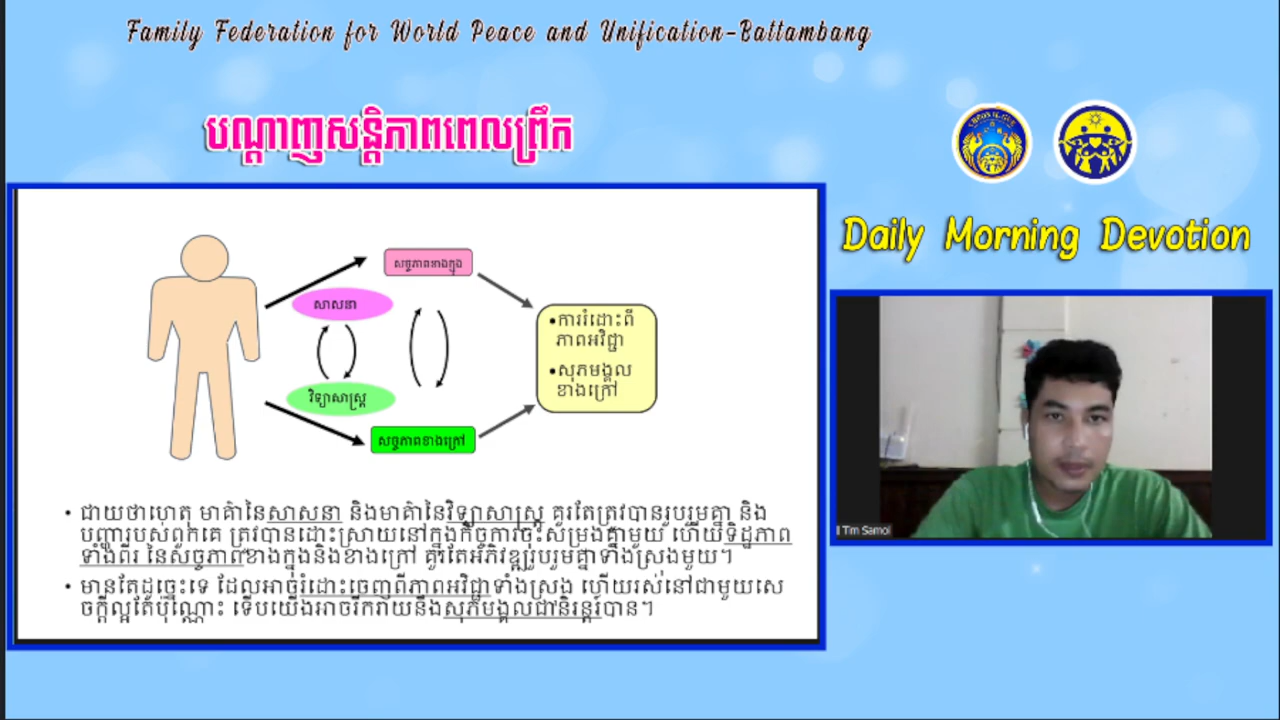 Family Federation for World Peace and Unification-Battambang
បណ្តាញសន្តិភាពពេលព្រឹក
Daily Morning Devotion
សច្ចភាពខាងក្នុង
សាសនា
•ការរំដោះពី
ភាពអវិជ្ជា
•សុភមង្គល
ខាងក្រៅ
វិទ្យាសាស្ត្រ
សច្ចភាពខាងក្រៅ
• ជាយថាហេតុ មាគ៌ានៃសាសនា និងមាគ៌ានៃវិទ្យាសាស្ត្រ គួរតែត្រូវបានរួបរួមគ្នា និង
បញ្ហារបស់ពួកគេ ត្រូវបានដោះស្រាយនៅក្នុងកិច្ចការចុះសម្រុងគ្នាមួយ ហើយទិដ្ឋភាព
ទាំងពីរ នៃសច្ចភាពខាងក្នុងនិងខាងក្រៅ គួរតែអភិវឌ្ឍរួបរួមគ្នាទាំងស្រុងមួយ។
• មានតែដូច្នេះទេ ដែលអាចរំដោះចេញពីភាពអវិជ្ជាទាំងស្រុង ហើយរស់នៅជាមួយសេ
ចក្តីល្អតែប៉ុណ្ណោះ ទើបយើងអាចរីករាយនឹងសុភមង្គលជានិរន្តរ៍បាន។
Tim Samol